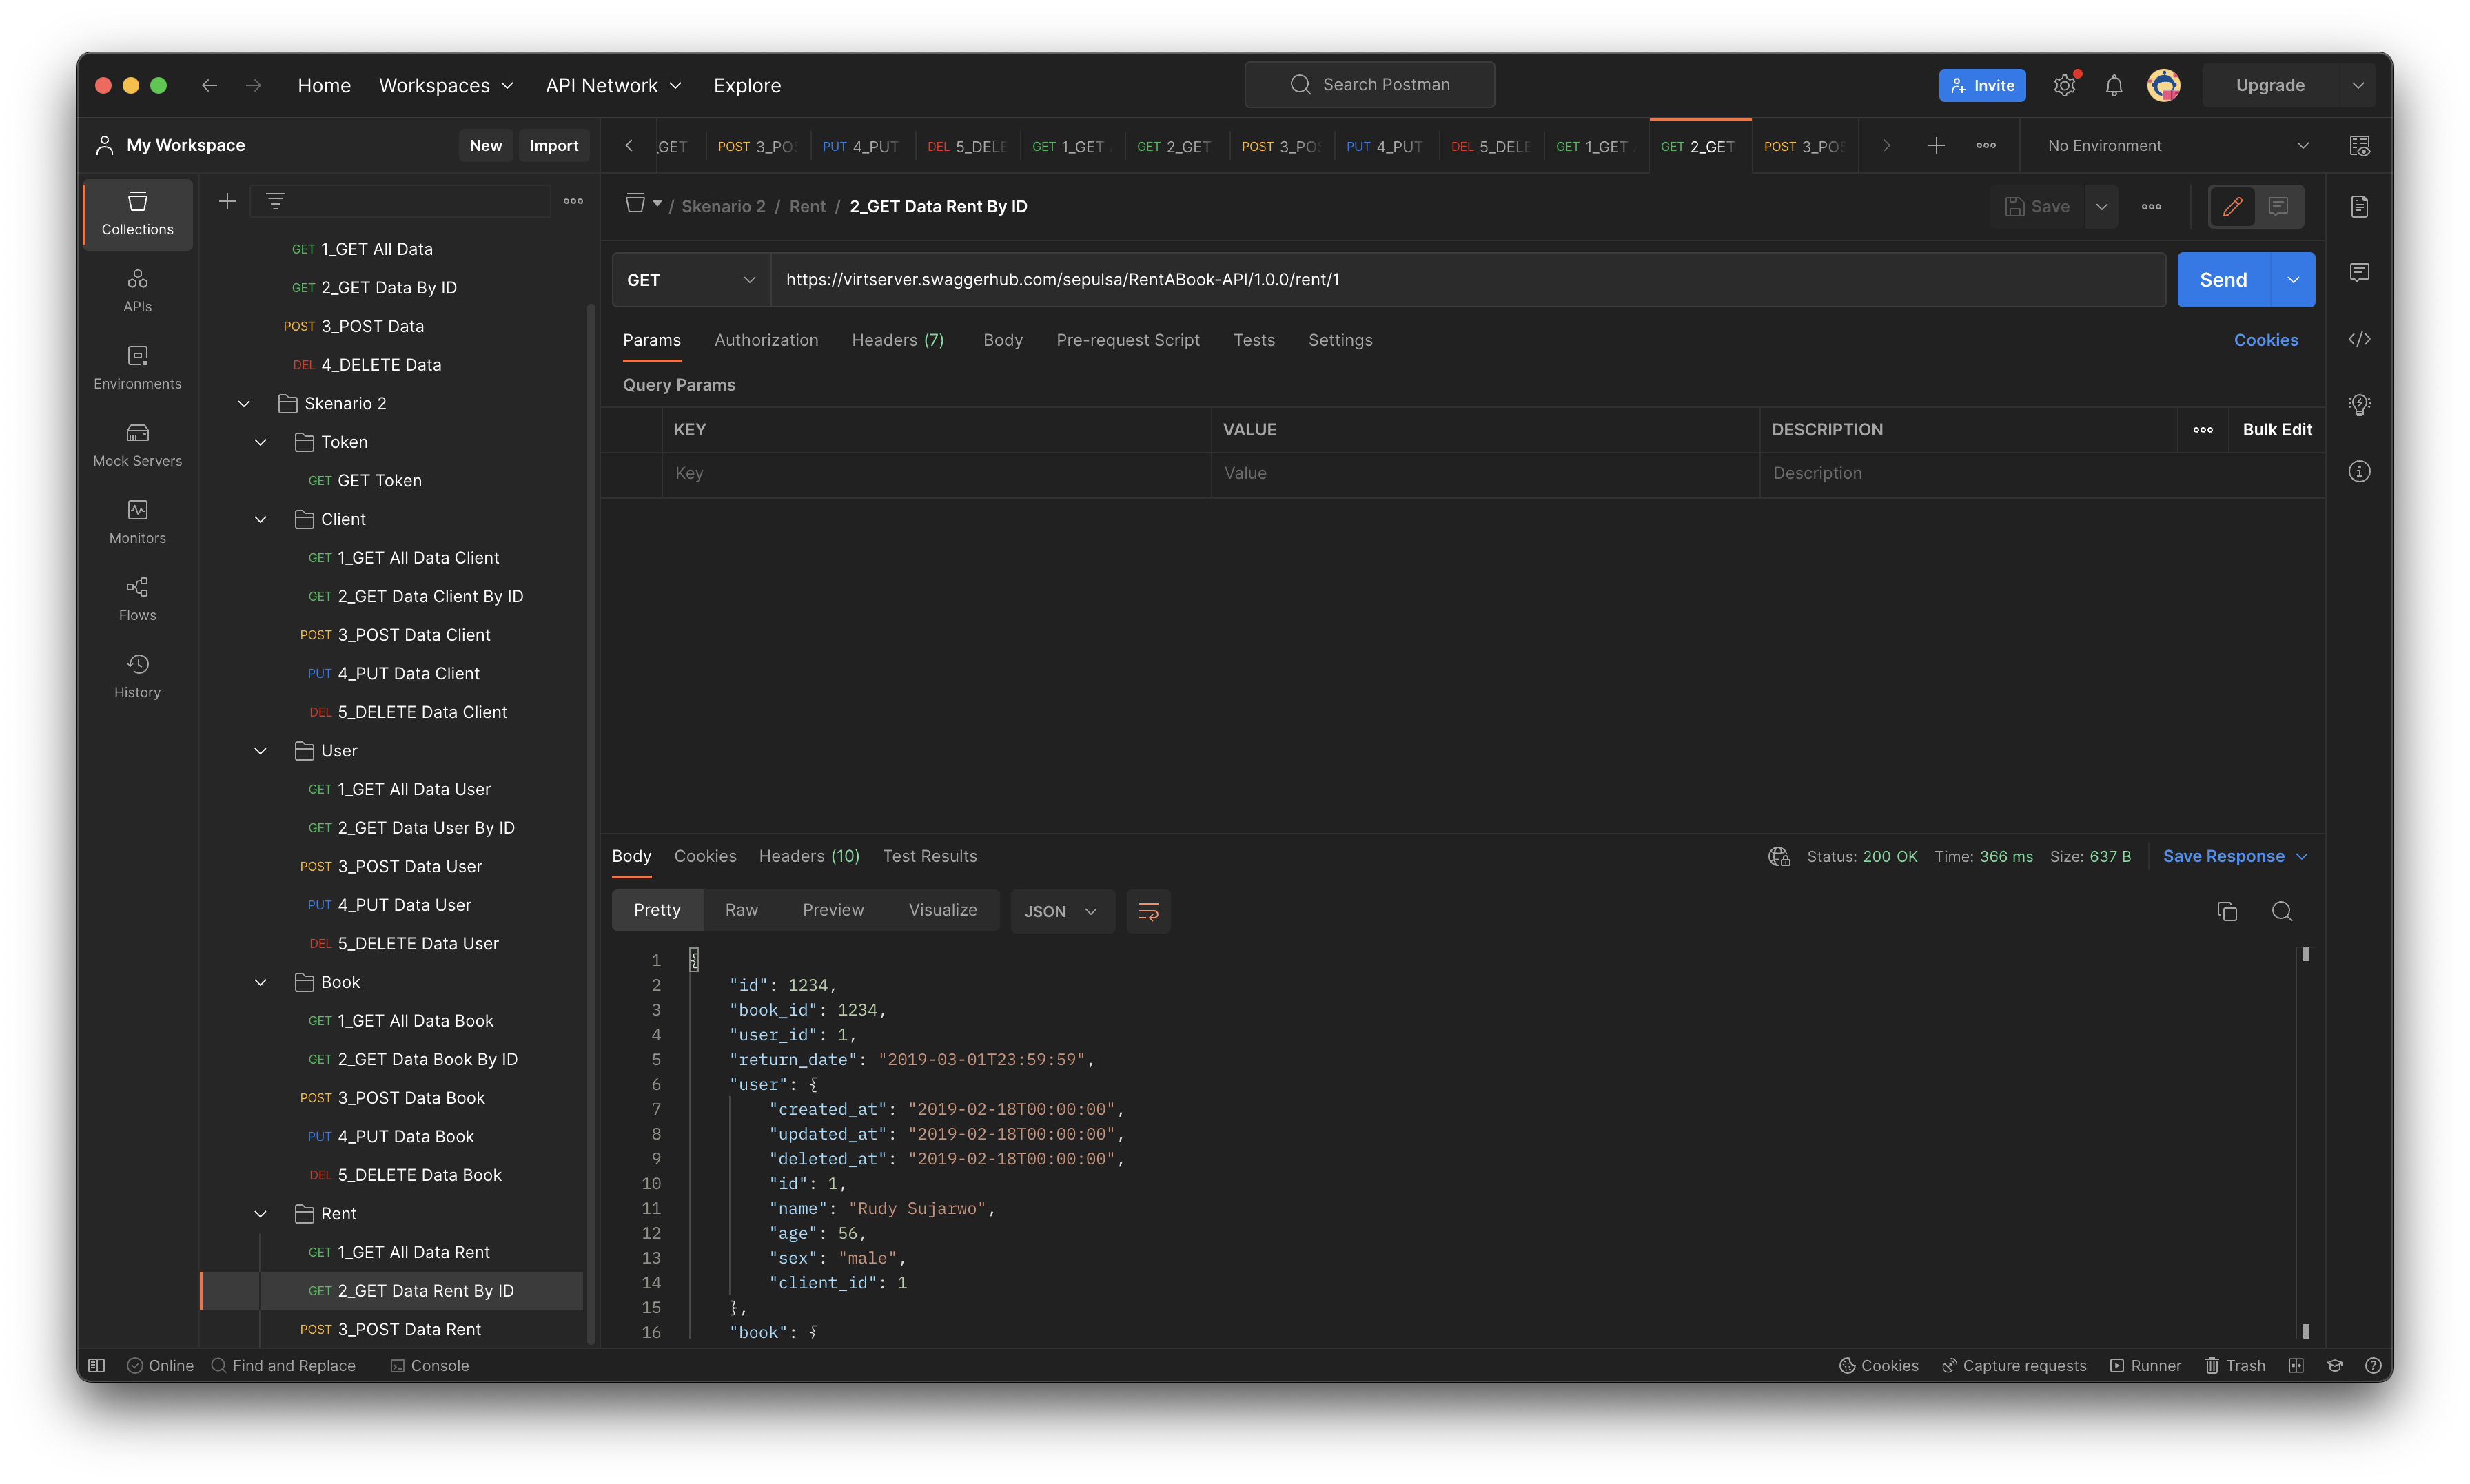 Home Workspaces API Network Explore Search Postman Invite Upgrade
My Workspace New Import
GET POST 3_POS PUT 4_PUT DEL 5_DELE GET 1_GET GET 2_GET POST 3_POS PUT 4_PUT DEL 5_DELE GET 1_GET GET 2_GET POST 3_POS No Environment
Collections
APIs
Environments
Mock Servers
Monitors
Flows
History
GET 1_GET All Data
GET 2_GET Data By ID
POST 3_POST Data
DEL 4_DELETE Data
Skenario 2
Token
GET GET Token
Client
GET 1_GET All Data Client
GET 2_GET Data Client By ID
POST 3_POST Data Client
PUT 4_PUT Data Client
DEL 5_DELETE Data Client
User
GET 1_GET All Data User
GET 2_GET Data User By ID
POST 3_POST Data User
PUT 4_PUT Data User
DEL 5_DELETE Data User
Book
GET 1_GET All Data Book
GET 2_GET Data Book By ID
POST 3_POST Data Book
PUT 4_PUT Data Book
DEL 5_DELETE Data Book
Rent
GET 1_GET All Data Rent
GET 2_GET Data Rent By ID
POST 3_POST Data Rent
/ Skenario 2 / Rent / 2_GET Data Rent By ID Save
GET https://virtserver.swaggerhub.com/sepulsa/RentABook-API/1.0.0/rent/1 Send
Params Authorization Headers (7) Body Pre-request Script Tests Settings Cookies
Query Params
KEY VALUE DESCRIPTION Bulk Edit
Key Value Description
Body Cookies Headers (10) Test Results Status: 200 OK Time: 366 ms Size: 637 B Save Response
Pretty Raw Preview Visualize JSON
1 {
2 "id": 1234,
3 "book_id": 1234,
4 "user_id": 1,
5 "return_date": "2019-03-01T23:59:59",
6 "user": {
7 "created_at": "2019-02-18T00:00:00",
8 "updated_at": "2019-02-18T00:00:00",
9 "deleted_at": "2019-02-18T00:00:00",
10 "id": 1,
11 "name": "Rudy Sujarwo",
12 "age": 56,
13 "sex": "male",
14 "client_id": 1
15 },
16 "book": {
Online Find and Replace Console Cookies Capture requests Runner Trash